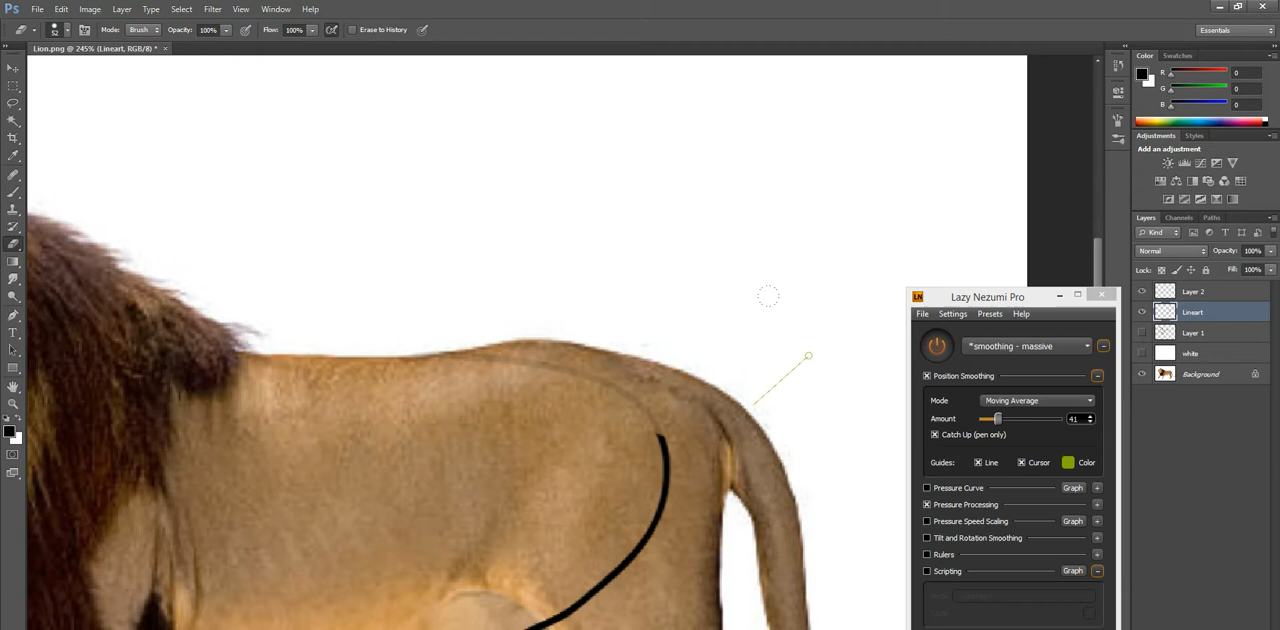 Ps File Edit Image Layer Type Select Filter View Window Help
52 Mode: Brush Opacity: 100% Flow: 100% Erase to History Essentials
Lion.png @ 245% (Lineart, RGB/8) * ×
Color Swatches
R 0
G 0
B 0
Adjustments Styles
Add an adjustment
Layers Channels Paths
Kind
Normal Opacity: 100%
Lock: Fill: 100%
Layer 2
Lineart
Layer 1
white
Background
LN Lazy Nezumi Pro
File Settings Presets Help
*smoothing - massive
Position Smoothing
Mode Moving Average
Amount 41
Catch Up (pen only)
Guides: Line Cursor Color
Pressure Curve Graph
Pressure Processing
Pressure Speed Scaling Graph
Tilt and Rotation Smoothing
Rulers
Scripting Graph